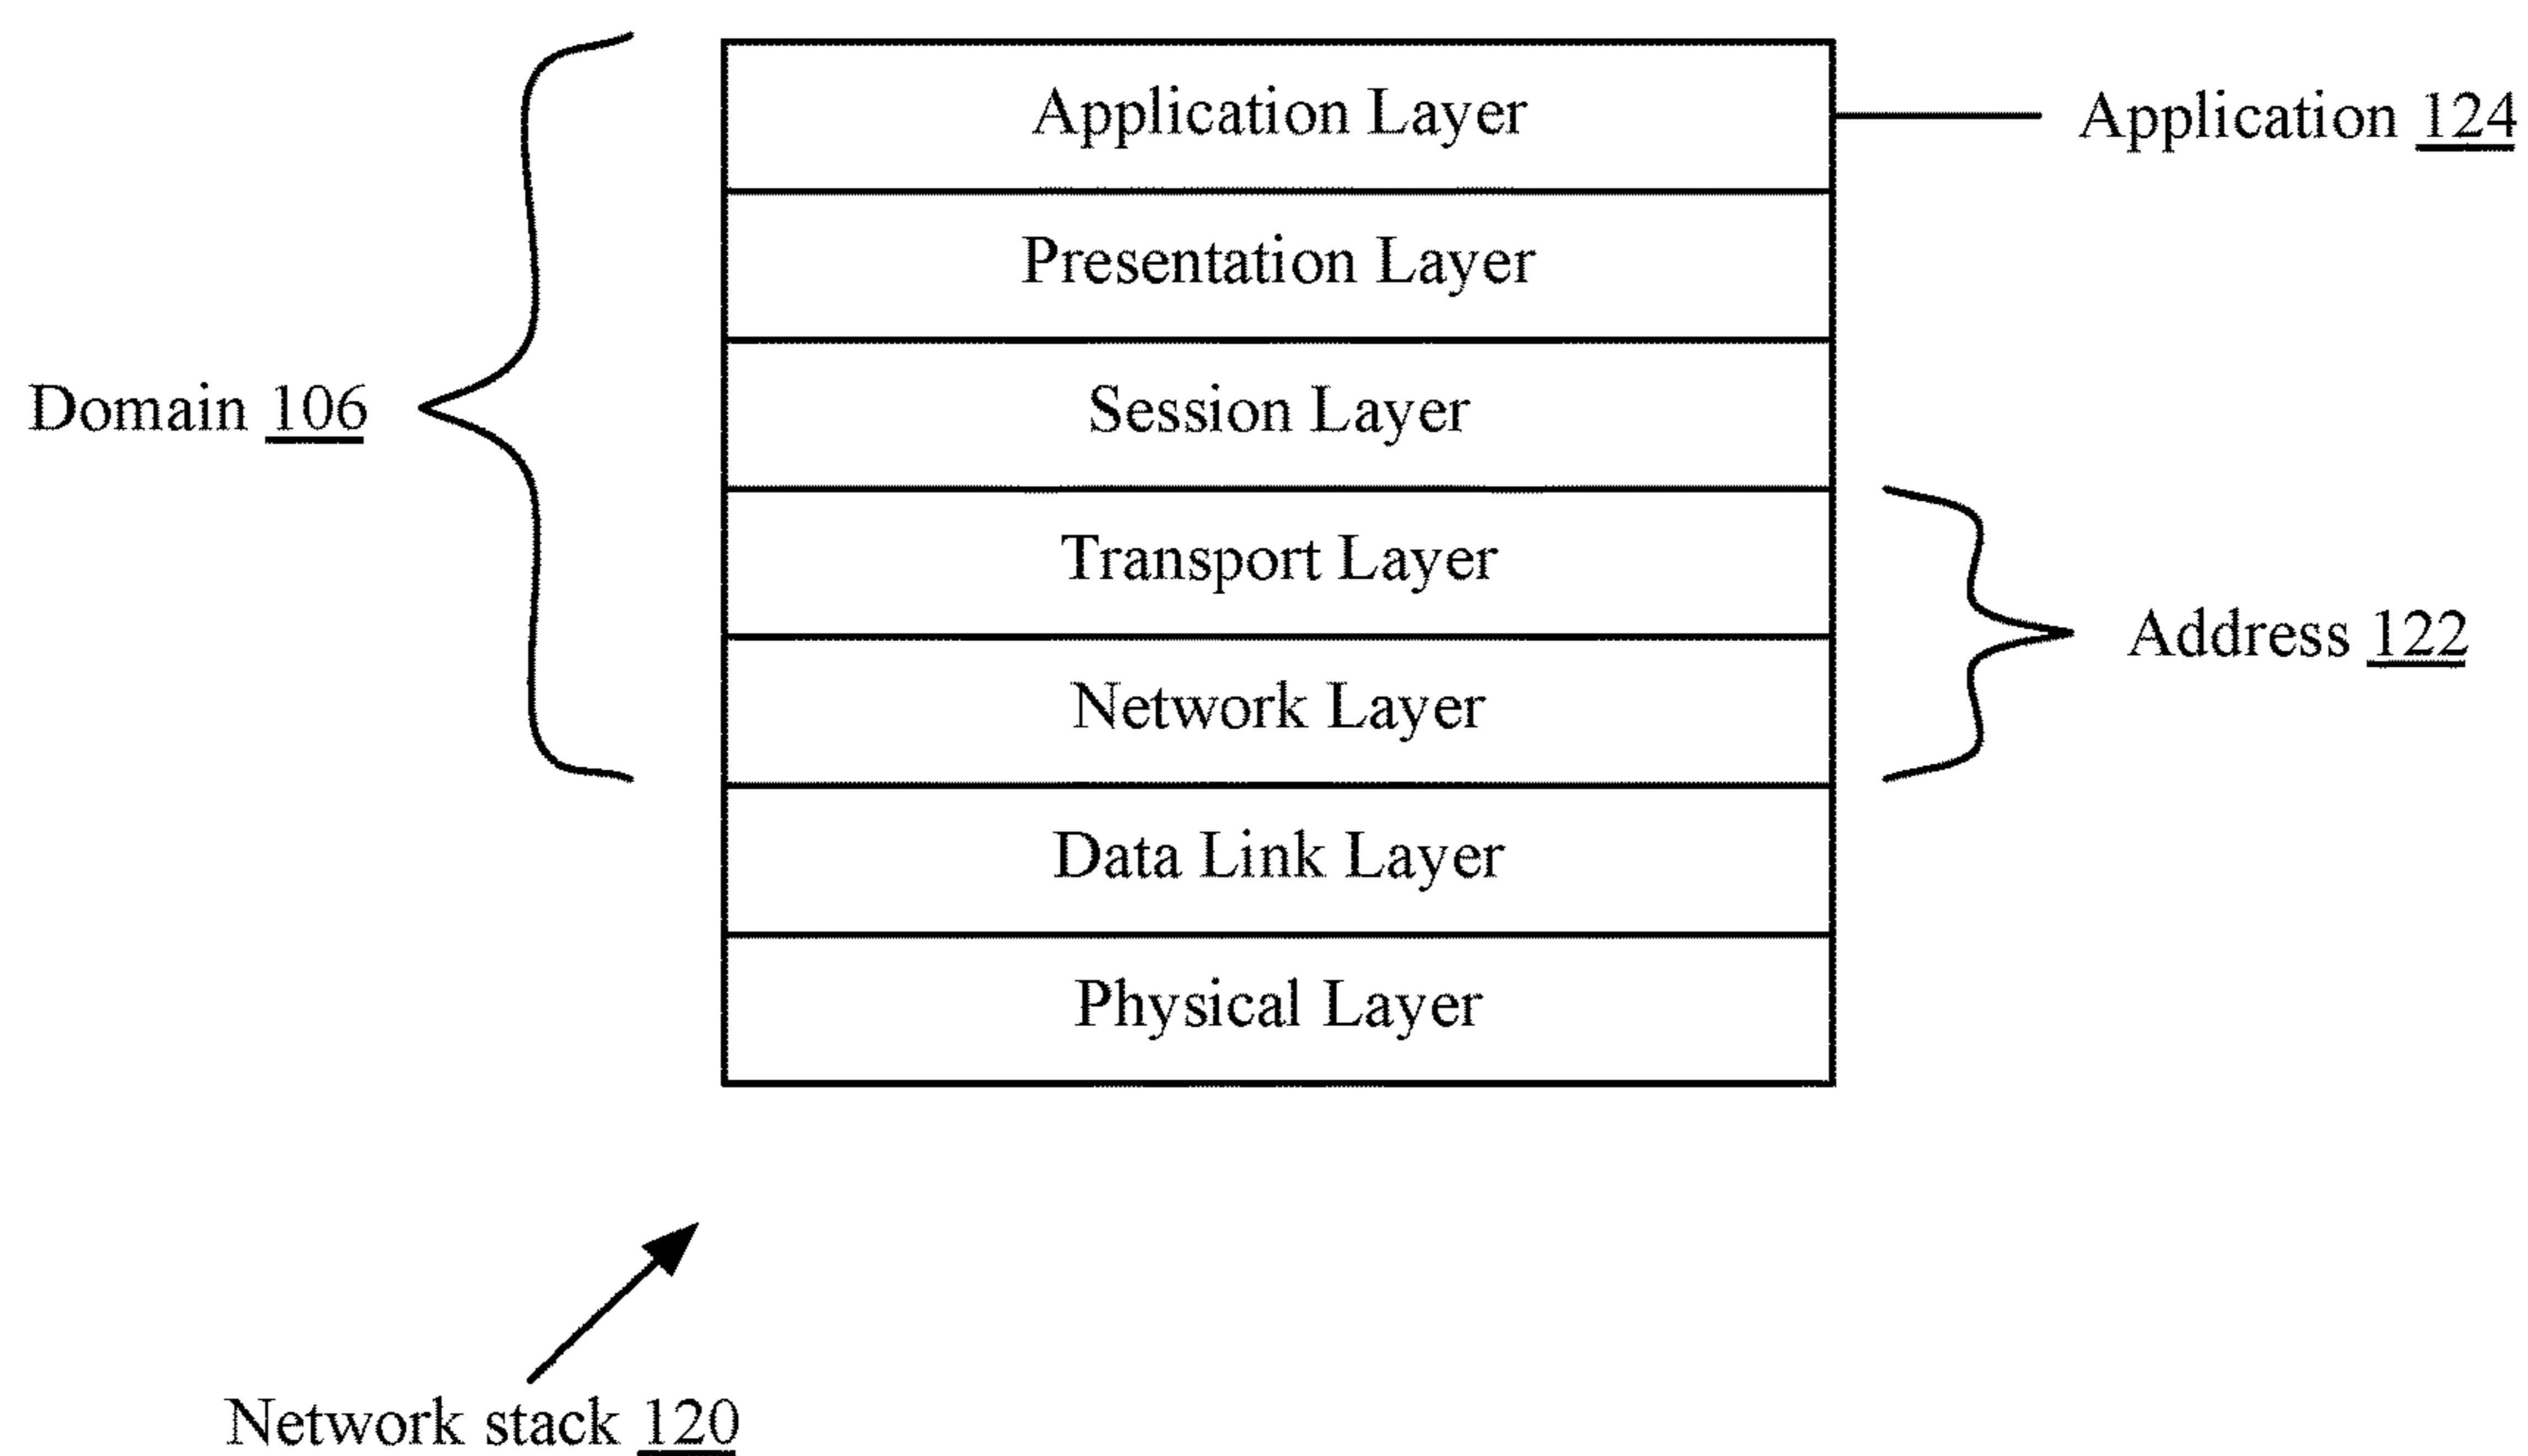 Application Layer
Application 124
Presentation Layer
Domain 106
Session Layer
Transport Layer
Address 122
Network Layer
Data Link Layer
Physical Layer
Network stack 120